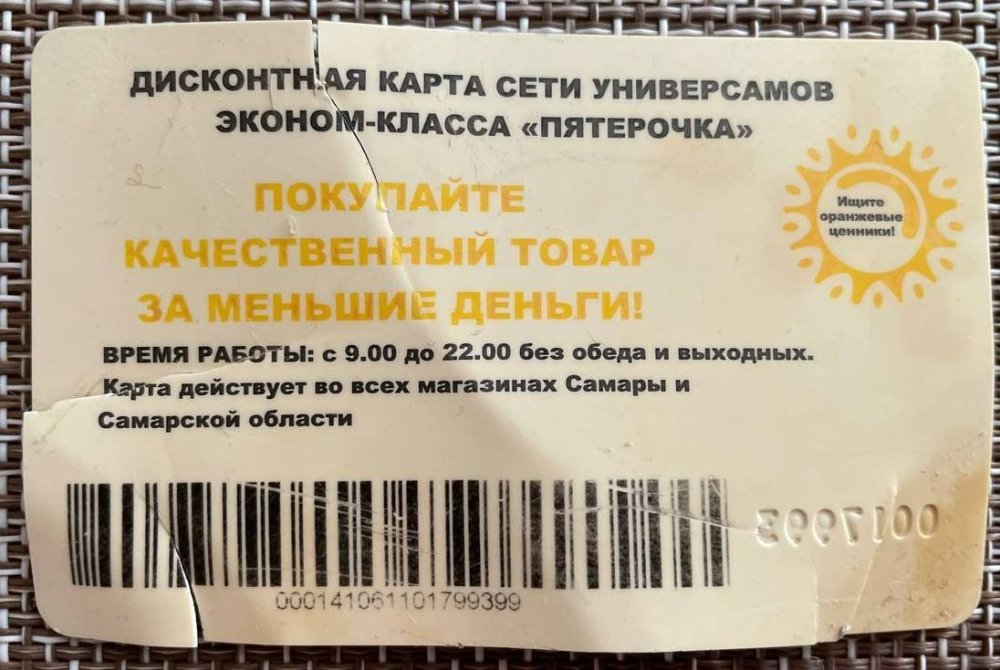 ДИСКОНТНАЯ КАРТА СЕТИ УНИВЕРСАМОВ
ЭКОНОМ-КЛАССА «ПЯТЕРОЧКА»
ПОКУПАЙТЕ
КАЧЕСТВЕННЫЙ ТОВАР
ЗА МЕНЬШИЕ ДЕНЬГИ!
Ищите
оранжевые
ценники!
ВРЕМЯ РАБОТЫ: с 9.00 до 22.00 без обеда и выходных.
Карта действует во всех магазинах Самары и
Самарской области
0017993
000141061101799399